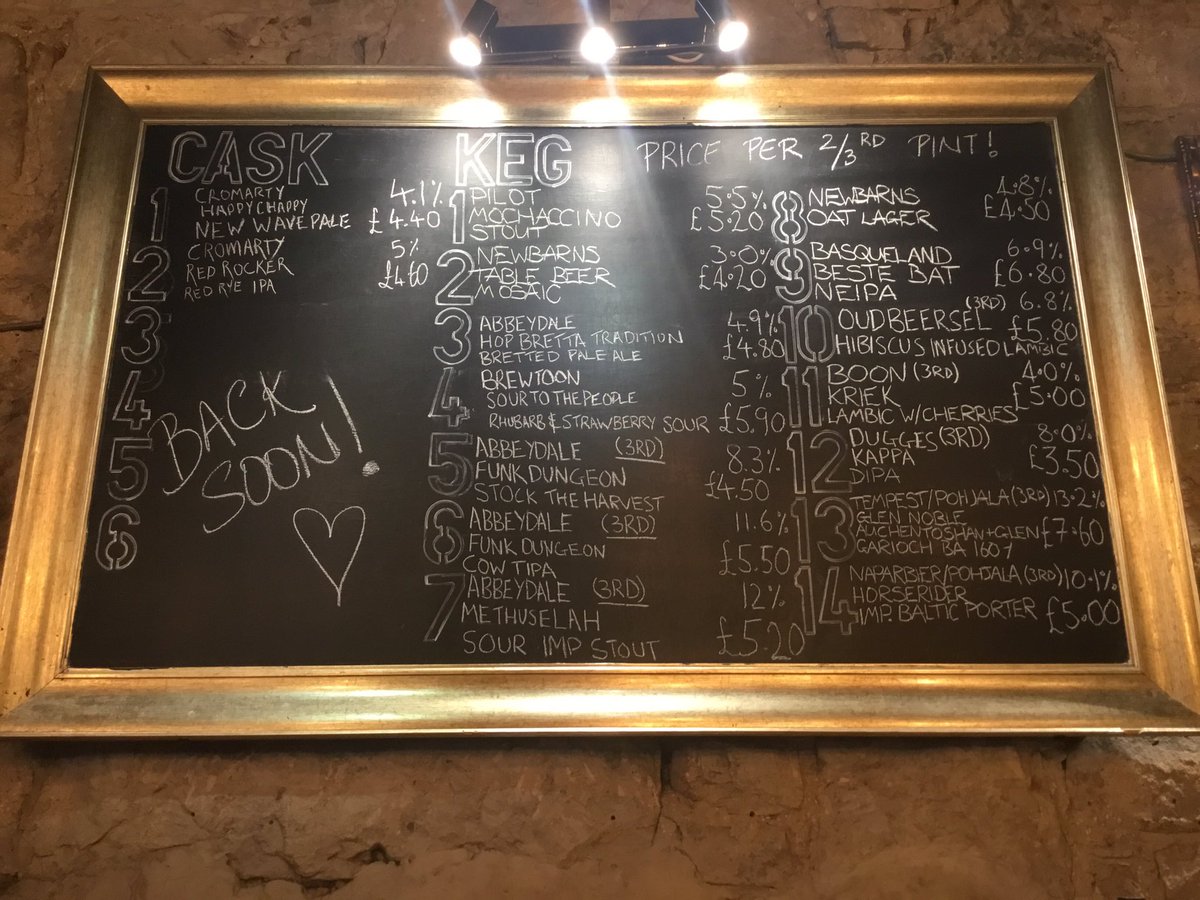 CASK
1 CROMARTY 4.1%
HAPPY CHAPPY
NEW WAVE PALE £4.40
2 CROMARTY 5%
RED ROCKER £4.60
RED RYE IPA
3
4
5
6
BACK
SOON!
KEG PRICE PER 2/3RD PINT!
1 PILOT 5.5%
MOCHACCINO £5.20
STOUT
2 NEWBARNS 3.0%
TABLE BEER £4.20
MOSAIC
3 ABBEYDALE 4.9%
HOP BRETTA TRADITION £4.80
BRETTED PALE ALE
4 BREWTOON 5%
SOUR TO THE PEOPLE
RHUBARB & STRAWBERRY SOUR £5.90
5 ABBEYDALE (3RD) 8.3%
FUNK DUNGEON £4.50
STOCK THE HARVEST
6 ABBEYDALE (3RD) 11.6%
FUNK DUNGEON £5.50
COW TIPA
7 ABBEYDALE (3RD) 12%
METHUSELAH
SOUR IMP STOUT £5.20
8 NEWBARNS 4.8%
OAT LAGER £4.50
9 BASQUELAND 6.9%
BESTE BAT £6.80
NEIPA
10 (3RD) 6.8%
OUD BEERSEL £5.80
HIBISCUS INFUSED LAMBIC
11 BOON (3RD) 4.0%
KRIEK £5.00
LAMBIC W/CHERRIES
12 DUGGES (3RD) 8.0%
KAPPA £3.50
DIPA
13 TEMPEST/POHJALA (3RD) 13.2%
GLEN NOBLE
AUCHENTOSHAN + GLEN £7.60
GARIOCH BA 160/
14 NAPARBIER/POHJALA (3RD) 10.1%
HORSERIDER
IMP. BALTIC PORTER £5.00